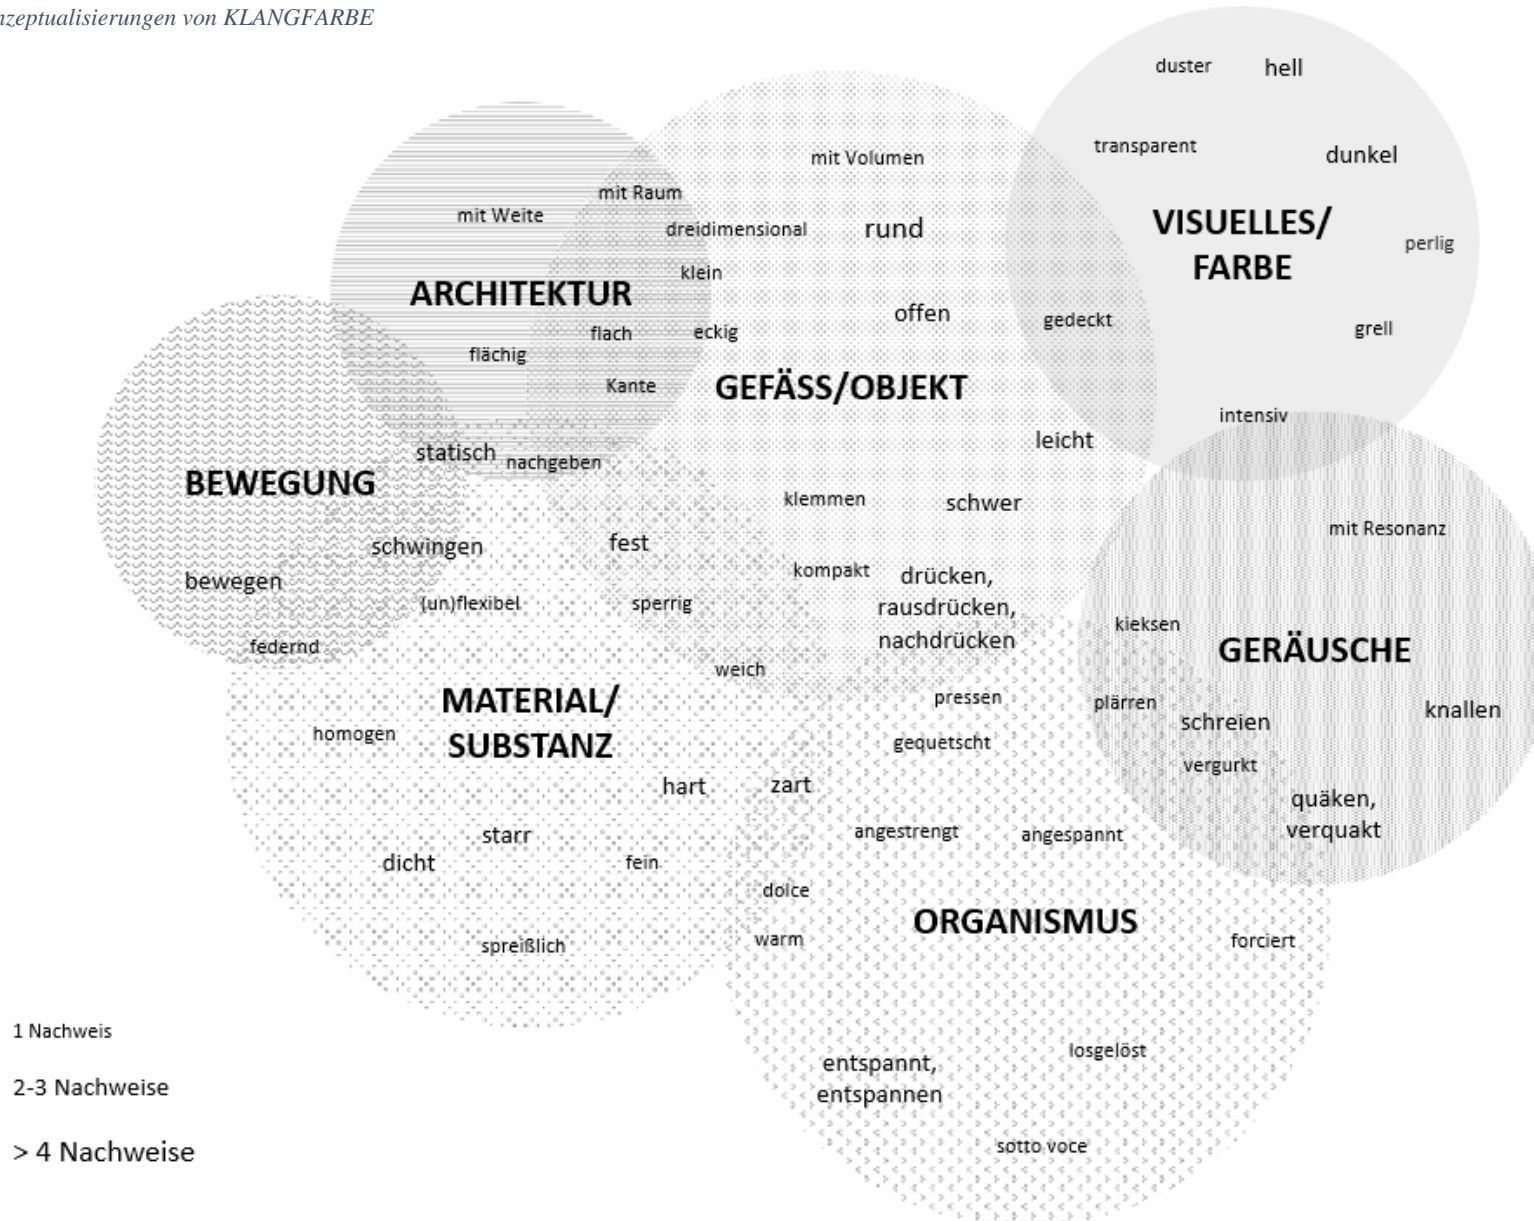 nzeptualisierungen von KLANGFARBE
duster
hell
transparent
dunkel
VISUELLES/
FARBE
perlig
grell
gedeckt
intensiv
mit Volumen
mit Raum
mit Weite
dreidimensional
rund
klein
ARCHITEKTUR
offen
flach
eckig
flächig
Kante
GEFÄSS/OBJEKT
leicht
statisch
nachgeben
BEWEGUNG
klemmen
schwer
mit Resonanz
schwingen
fest
bewegen
kompakt
drücken,
rausdrücken,
nachdrücken
(un)flexibel
sperrig
kieksen
federnd
GERÄUSCHE
weich
MATERIAL/
SUBSTANZ
pressen
plärren
knallen
schreien
homogen
gequetscht
vergurkt
hart
zart
quäken,
verquakt
starr
angestrengt
angespannt
dicht
fein
dolce
ORGANISMUS
warm
forciert
spreißlich
1 Nachweis
losgelöst
entspannt,
entspannen
2-3 Nachweise
sotto voce
> 4 Nachweise